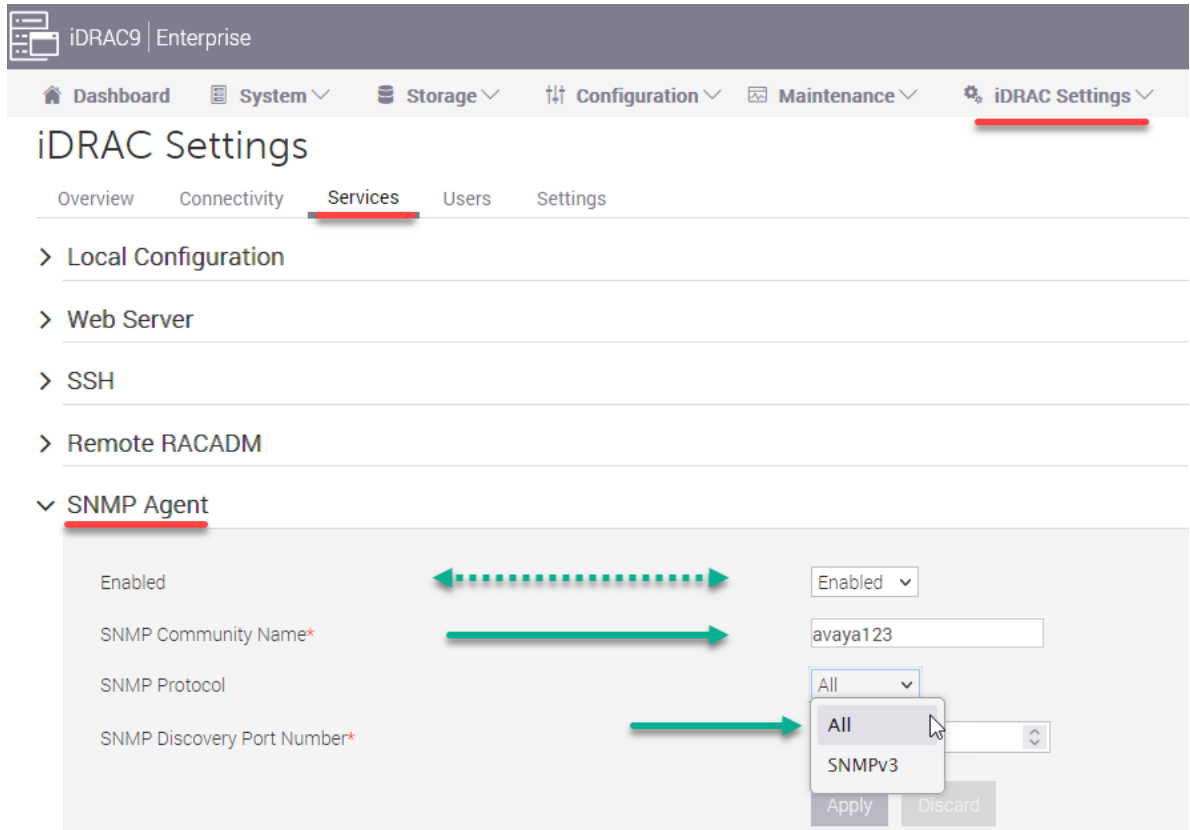 iDRAC9 | Enterprise
Dashboard System Storage Configuration Maintenance iDRAC Settings
iDRAC Settings
Overview Connectivity Services Users Settings
Local Configuration
Web Server
SSH
Remote RACADM
SNMP Agent
Enabled Enabled
SNMP Community Name* avaya123
SNMP Protocol All
All
SNMP Discovery Port Number*
SNMPv3
Apply Discard